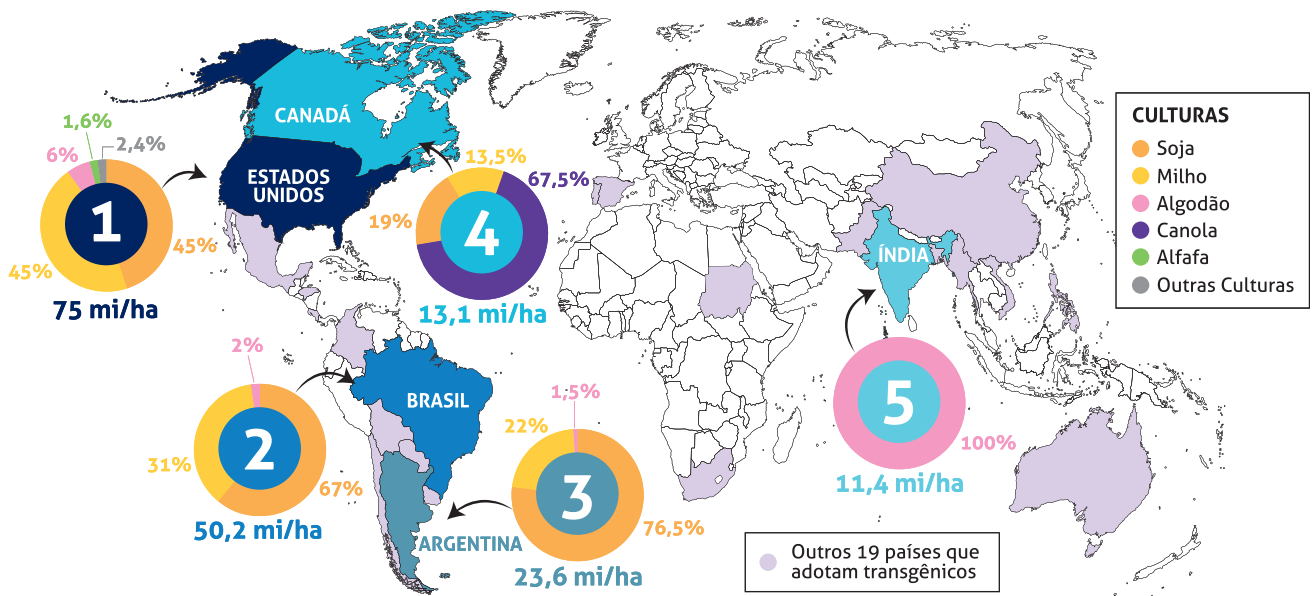 CANADÁ
ESTADOS
UNIDOS
1,6%
2,4%
6%
1
45%
45%
75 mi/ha
13,5%
67,5%
19%
4
13,1 mi/ha
2%
BRASIL
2
31%
67%
50,2 mi/ha
1,5%
22%
3
76,5%
ARGENTINA
23,6 mi/ha
ÍNDIA
5
100%
11,4 mi/ha
CULTURAS
Soja
Milho
Algodão
Canola
Alfafa
Outras Culturas
Outros 19 países que
adotam transgênicos